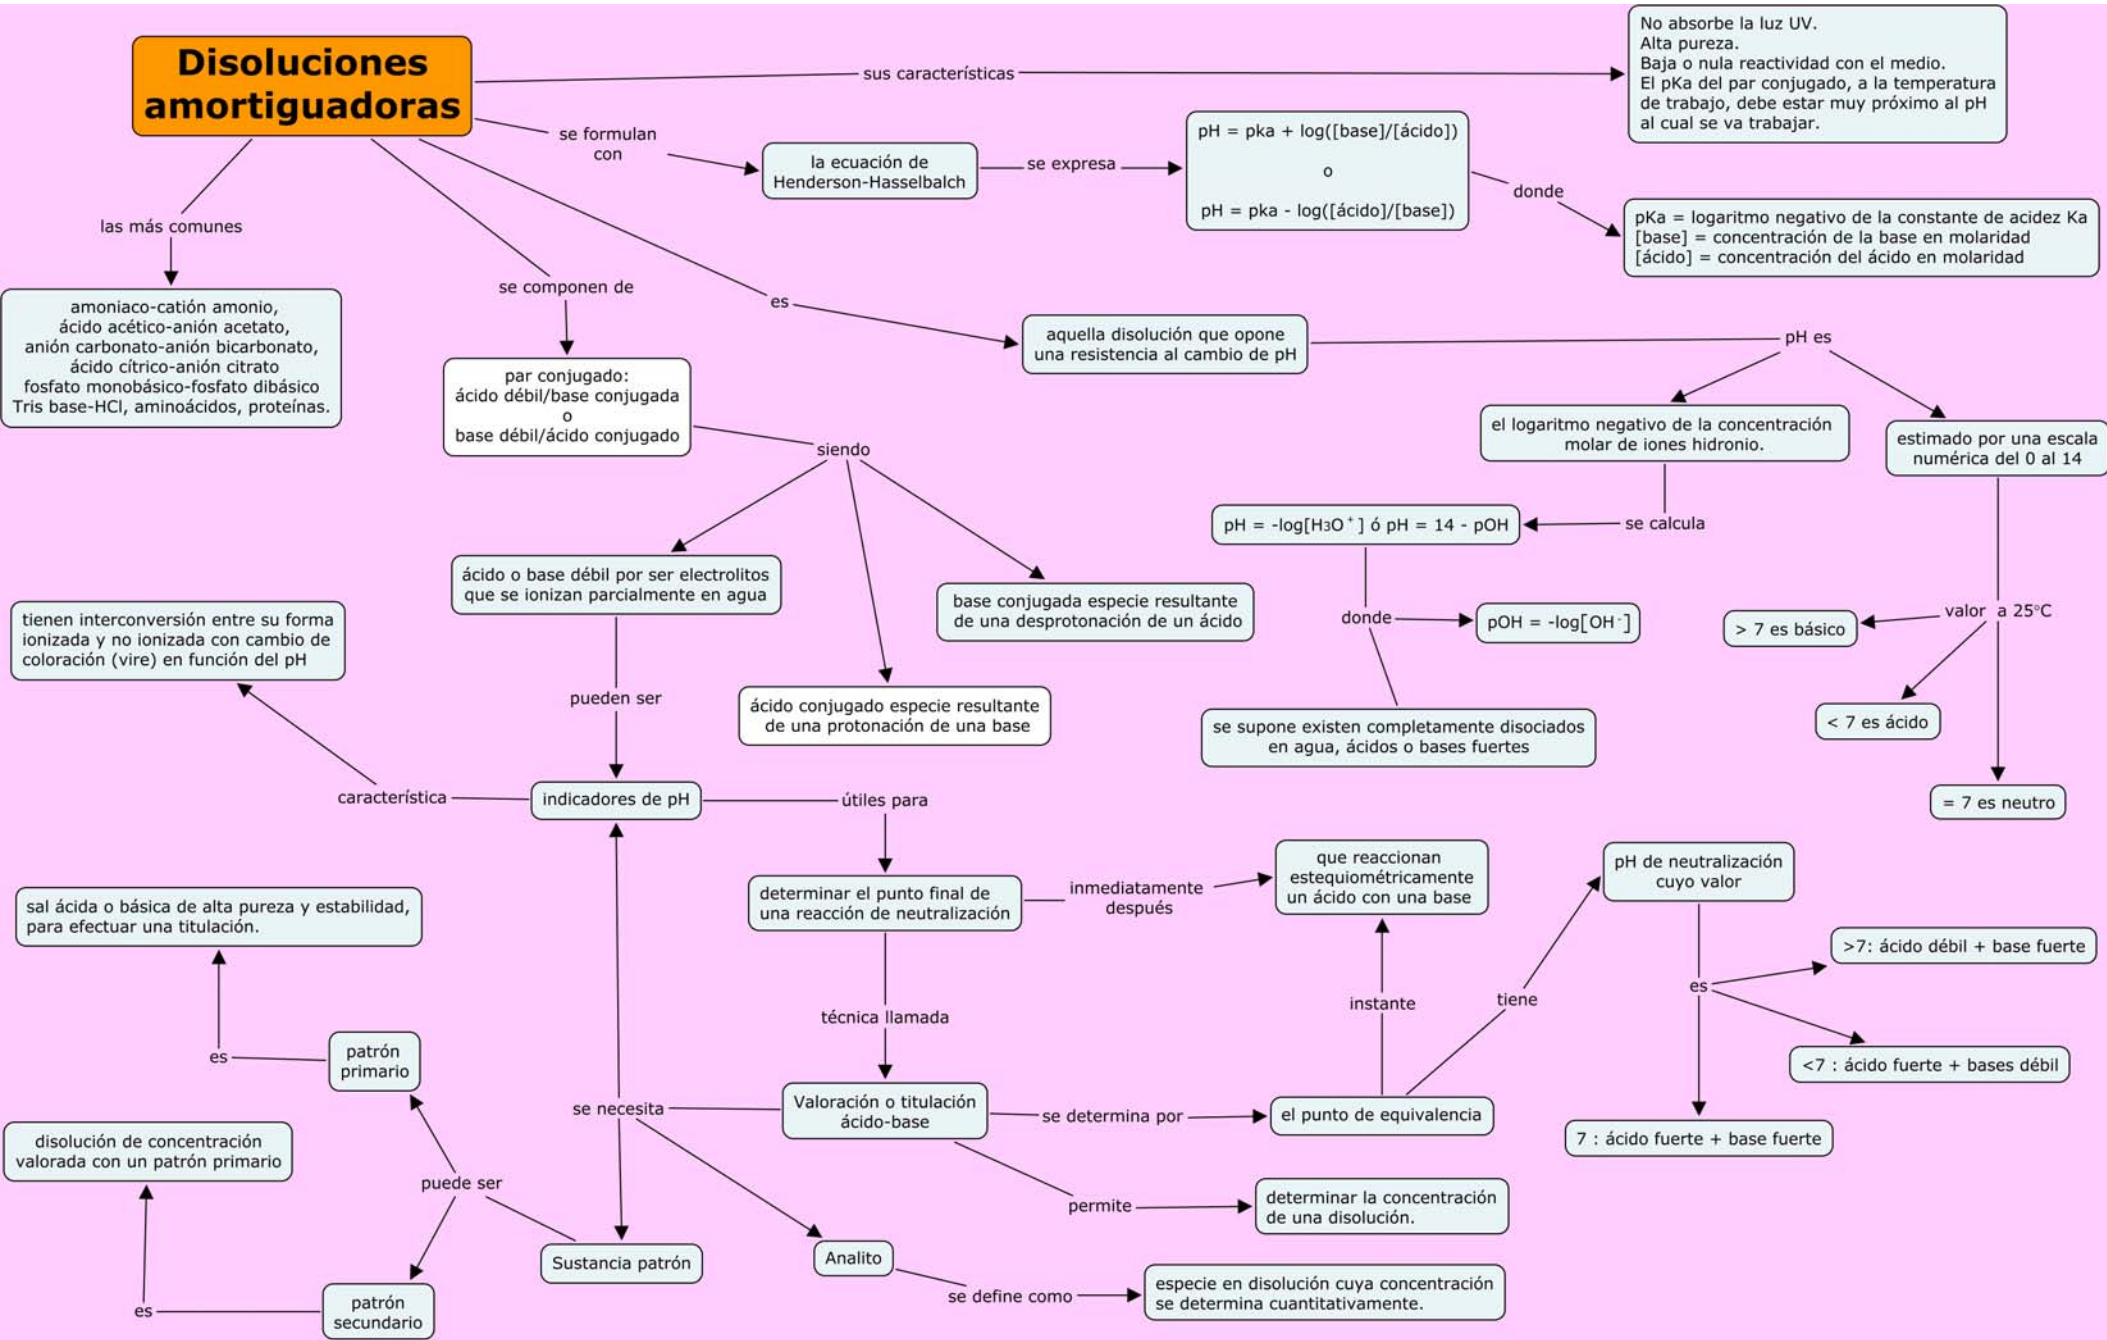 Disoluciones
amortiguadoras
sus características
No absorbe la luz UV.
Alta pureza.
Baja o nula reactividad con el medio.
El pKa del par conjugado, a la temperatura
de trabajo, debe estar muy próximo al pH
al cual se va trabajar.
se formulan
con
la ecuación de
Henderson-Hasselbalch
se expresa
pH = pka + log([base]/[ácido])
o
pH = pka - log([ácido]/[base])
donde
pKa = logaritmo negativo de la constante de acidez Ka
[base] = concentración de la base en molaridad
[ácido] = concentración del ácido en molaridad
las más comunes
amoniaco-catión amonio,
ácido acético-anión acetato,
anión carbonato-anión bicarbonato,
ácido cítrico-anión citrato
fosfato monobásico-fosfato dibásico
Tris base-HCl, aminoácidos, proteínas.
se componen de
par conjugado:
ácido débil/base conjugada
o
base débil/ácido conjugado
es
aquella disolución que opone
una resistencia al cambio de pH
pH es
el logaritmo negativo de la concentración
molar de iones hidronio.
estimado por una escala
numérica del 0 al 14
siendo
se calcula
pH = -log[H3O⁺] ó pH = 14 - pOH
ácido o base débil por ser electrolitos
que se ionizan parcialmente en agua
base conjugada especie resultante
de una desprotonación de un ácido
donde
pOH = -log[OH⁻]
valor a 25°C
> 7 es básico
< 7 es ácido
= 7 es neutro
tienen interconversión entre su forma
ionizada y no ionizada con cambio de
coloración (vire) en función del pH
pueden ser
ácido conjugado especie resultante
de una protonación de una base
se supone existen completamente disociados
en agua, ácidos o bases fuertes
característica
indicadores de pH
útiles para
determinar el punto final de
una reacción de neutralización
inmediatamente
después
que reaccionan
estequiométricamente
un ácido con una base
pH de neutralización
cuyo valor
sal ácida o básica de alta pureza y estabilidad,
para efectuar una titulación.
técnica llamada
instante
tiene
es
>7: ácido débil + base fuerte
<7 : ácido fuerte + bases débil
7 : ácido fuerte + base fuerte
es
patrón
primario
se necesita
Valoración o titulación
ácido-base
se determina por
el punto de equivalencia
disolución de concentración
valorada con un patrón primario
puede ser
permite
determinar la concentración
de una disolución.
Sustancia patrón
Analito
se define como
especie en disolución cuya concentración
se determina cuantitativamente.
es
patrón
secundario